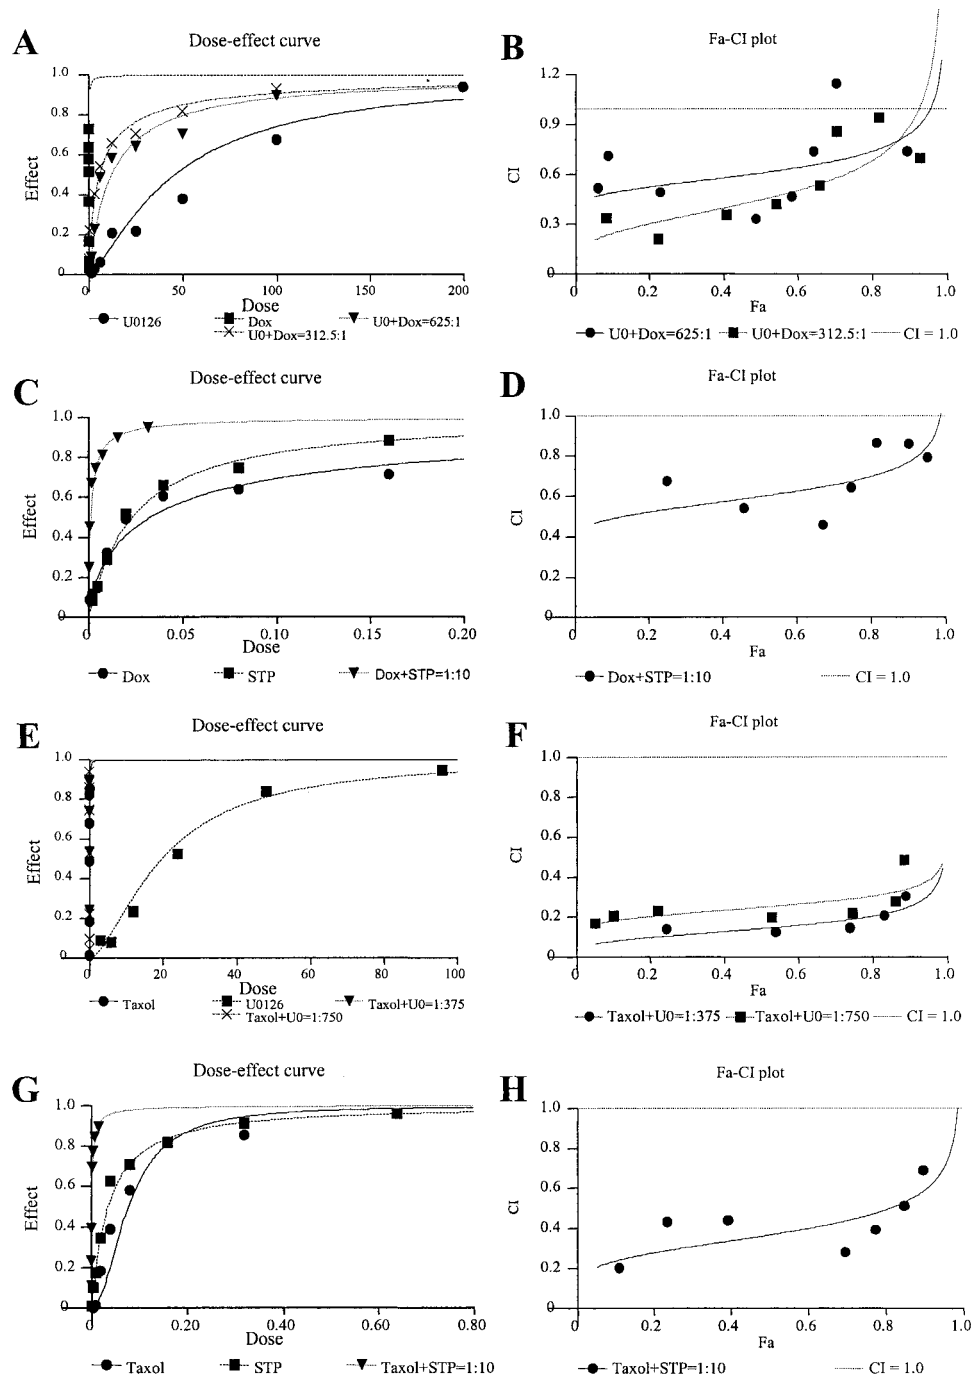 A
Dose-effect curve
1.0
0.8
0.6
0.4
0.2
0
Effect
0
50
100
150
200
Dose
U0126
Dox
U0+Dox=625:1
U0+Dox=312.5:1
B
Fa-CI plot
1.2
0.9
0.6
0.3
0
CI
0
0.2
0.4
0.6
0.8
1.0
Fa
U0+Dox=625:1
U0+Dox=312.5:1
CI = 1.0
C
Dose-effect curve
1.0
0.8
0.6
0.4
0.2
0
Effect
0
0.05
0.10
0.15
0.20
Dose
Dox
STP
Dox+STP=1:10
D
Fa-CI plot
1.0
0.8
0.6
0.4
0.2
0
CI
0
0.2
0.4
0.6
0.8
1.0
Fa
Dox+STP=1:10
CI = 1.0
E
Dose-effect curve
1.0
0.8
0.6
0.4
0.2
0
Effect
0
20
40
60
80
100
Dose
Taxol
U0126
Taxol+U0=1:375
Taxol+U0=1:750
F
Fa-CI plot
1.0
0.8
0.6
0.4
0.2
0
CI
0
0.2
0.4
0.6
0.8
1.0
Fa
Taxol+U0=1:375
Taxol+U0=1:750
CI = 1.0
G
Dose-effect curve
1.0
0.8
0.6
0.4
0.2
0
Effect
0
0.20
0.40
0.60
0.80
Dose
Taxol
STP
Taxol+STP=1:10
H
Fa-CI plot
1.0
0.8
0.6
0.4
0.2
0
CI
0
0.2
0.4
0.6
0.8
1.0
Fa
Taxol+STP=1:10
CI = 1.0